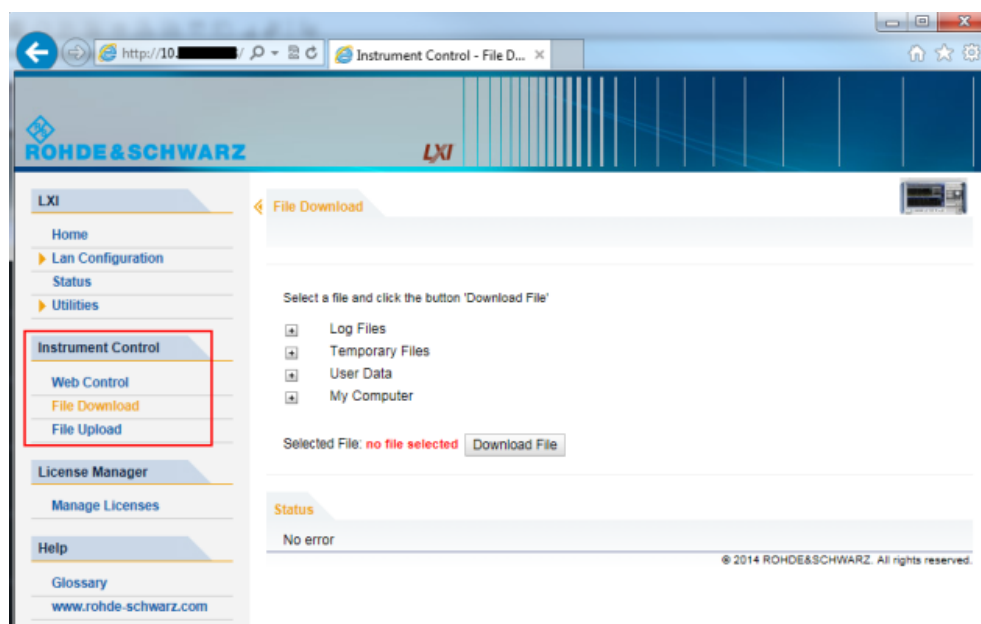 http://10.
Instrument Control - File D...
ROHDE&SCHWARZ
LXI
LXI
Home
Lan Configuration
Status
Utilities
Instrument Control
Web Control
File Download
File Upload
License Manager
Manage Licenses
Help
Glossary
www.rohde-schwarz.com
File Download
Select a file and click the button 'Download File'
Log Files
Temporary Files
User Data
My Computer
Selected File: no file selected Download File
Status
No error
© 2014 ROHDE&SCHWARZ. All rights reserved.